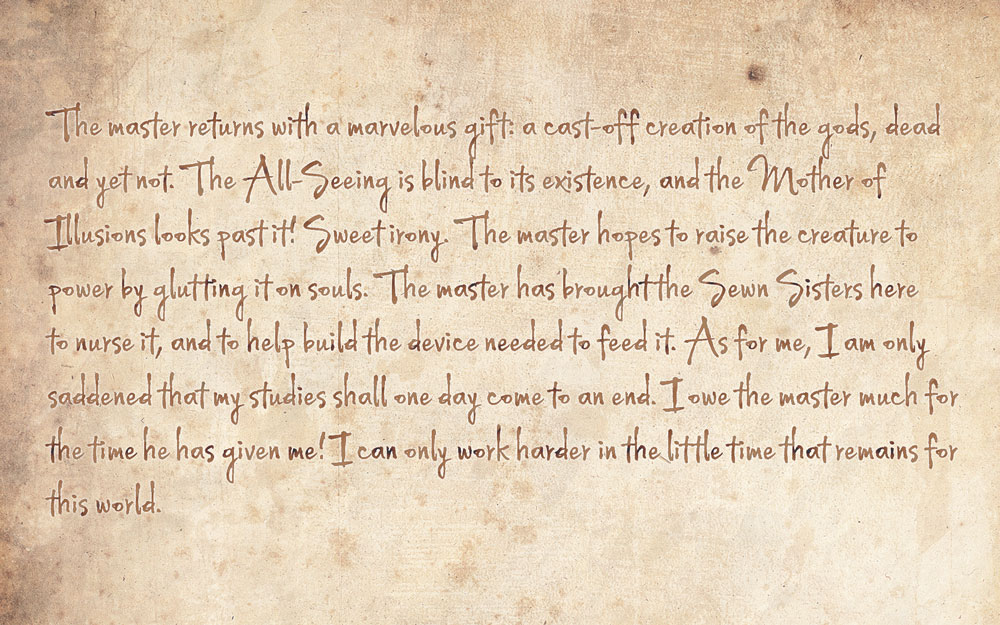 The master returns with a marvelous gift: a cast-off creation of the gods, dead
and yet not. The All-Seeing is blind to its existence, and the Mother of
Illusions looks past it! Sweet irony. The master hopes to raise the creature to
power by glutting it on souls. The master has brought the Sewn Sisters here
to nurse it, and to help build the device needed to feed it. As for me, I am only
saddened that my studies shall one day come to an end. I owe the master much for
the time he has given me! I can only work harder in the little time that remains for
this world.